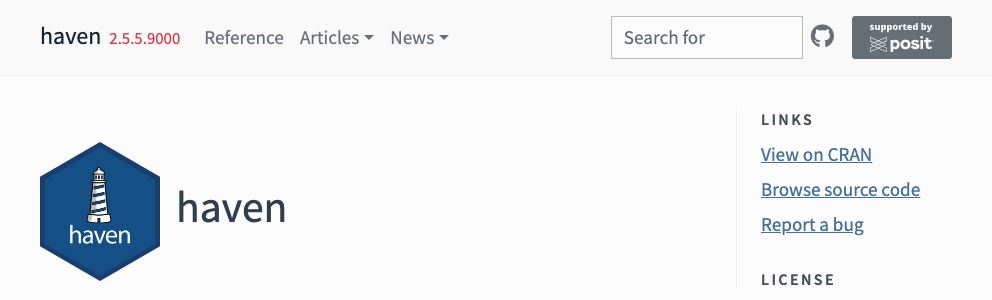 haven 2.5.5.9000 Reference Articles News Search for supported by
posit
haven
haven
LINKS
View on CRAN
Browse source code
Report a bug
LICENSE